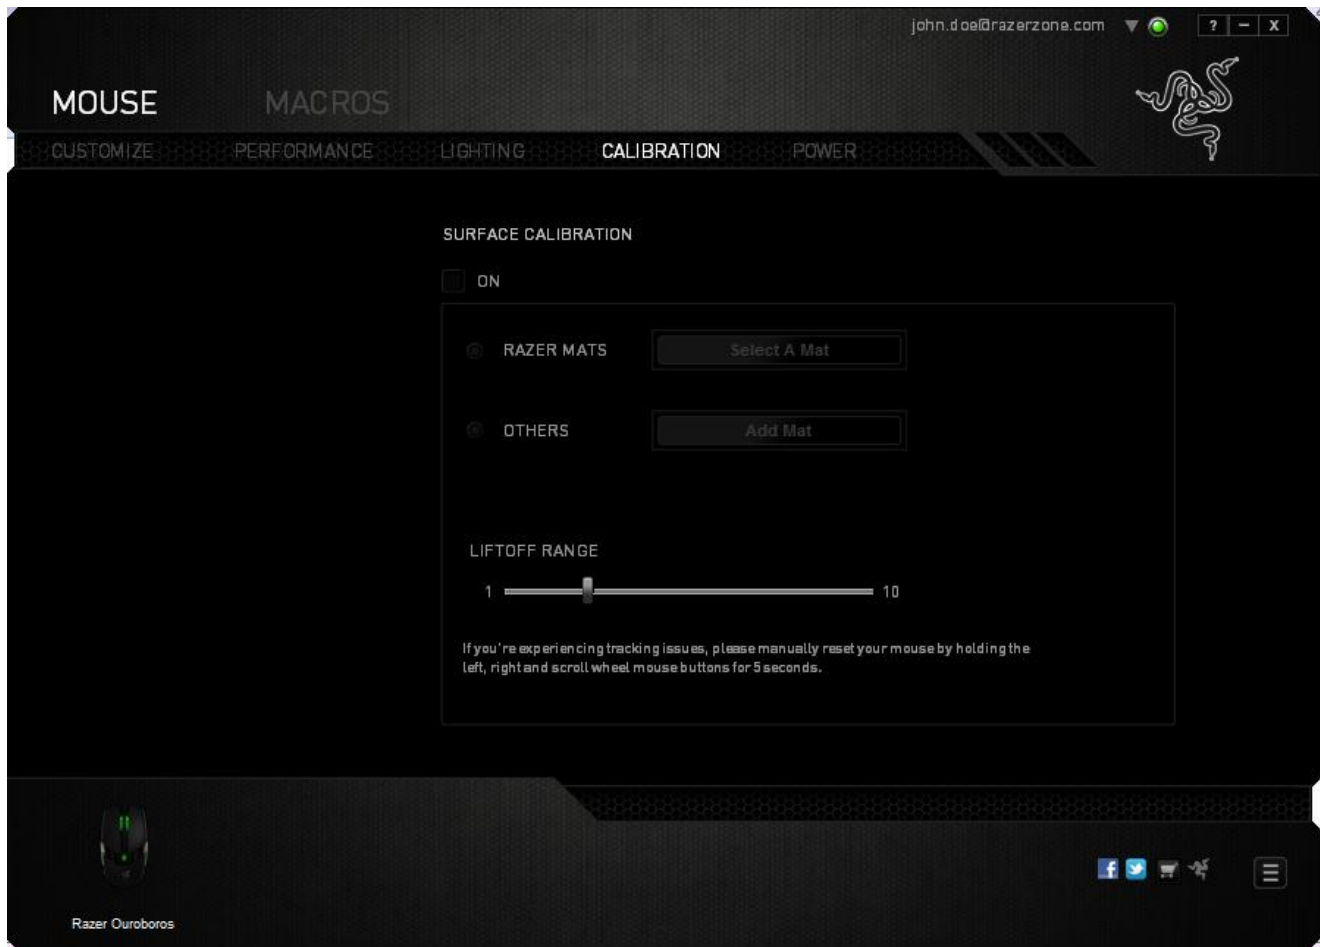 john.doe@razerzone.com
? – X
MOUSE MACROS
CUSTOMIZE PERFORMANCE LIGHTING CALIBRATION POWER
SURFACE CALIBRATION
ON
RAZER MATS Select A Mat
OTHERS Add Mat
LIFTOFF RANGE
1 10
If you're experiencing tracking issues, please manually reset your mouse by holding the
left, right and scroll wheel mouse buttons for 5 seconds.
f
Razer Ouroboros